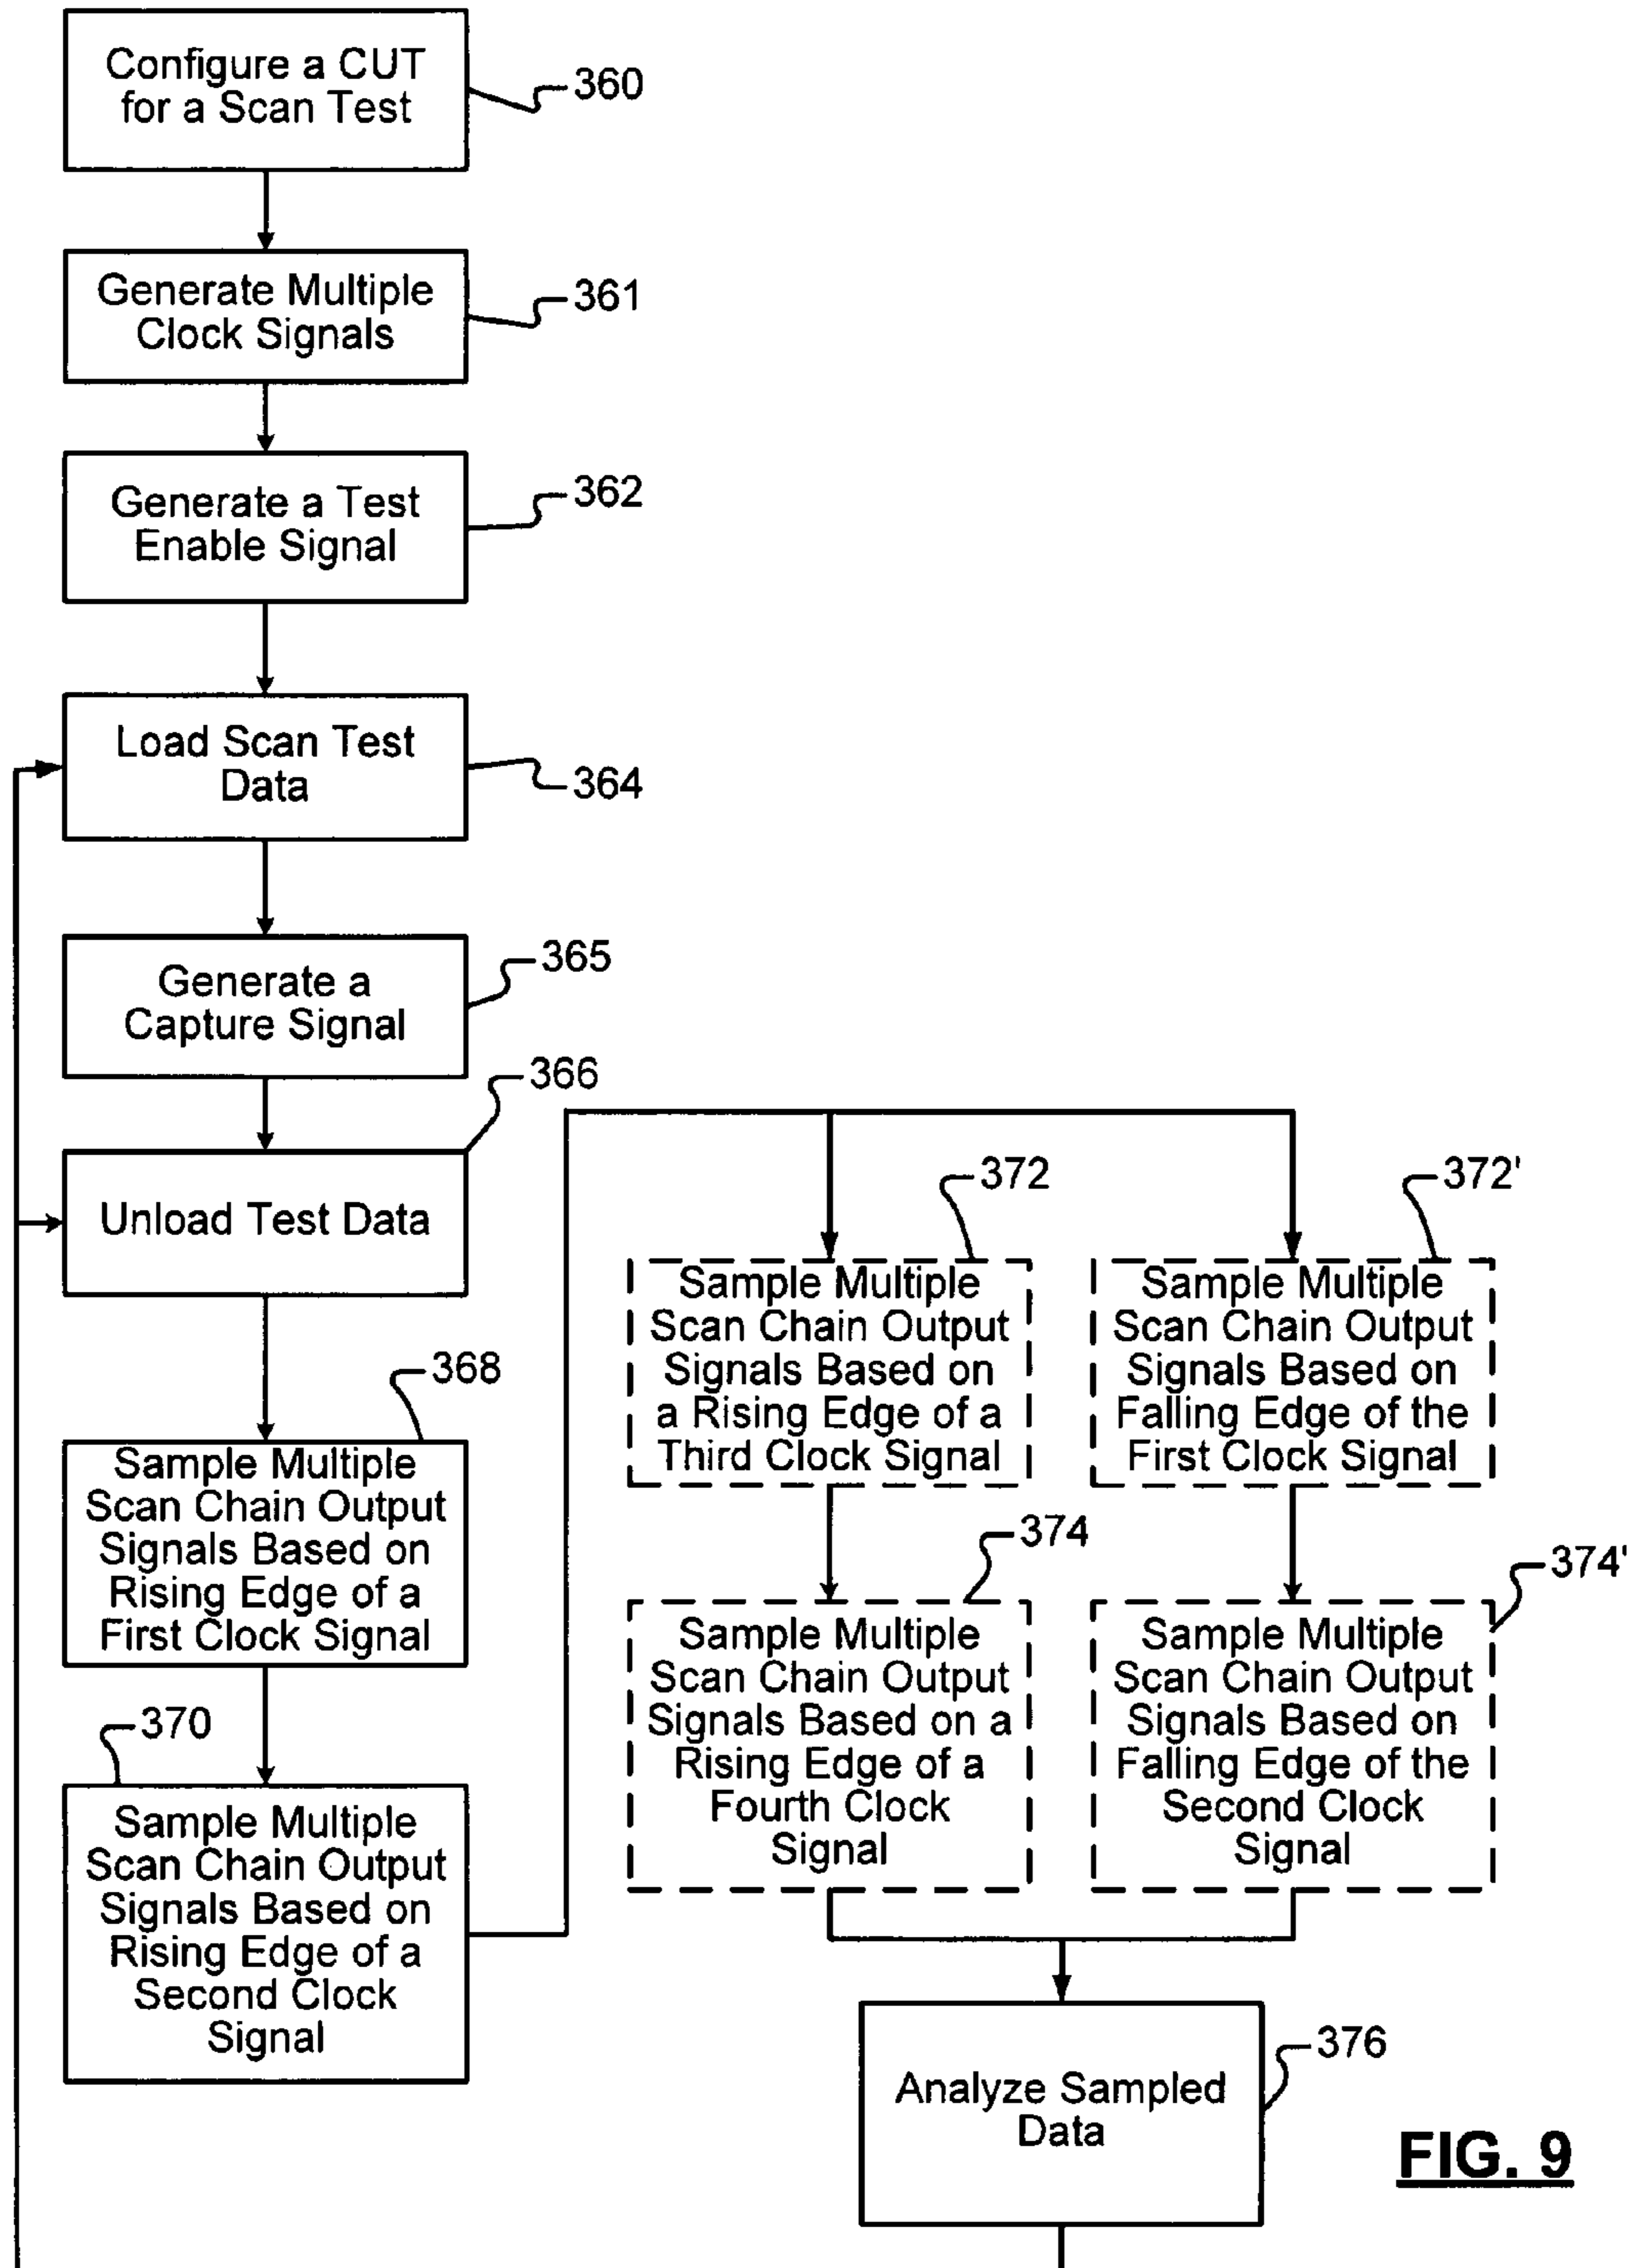 Configure a CUT
for a Scan Test
360
Generate Multiple
Clock Signals
361
Generate a Test
Enable Signal
362
Load Scan Test
Data
364
Generate a
Capture Signal
365
366
Unload Test Data
368
Sample Multiple
Scan Chain Output
Signals Based on
Rising Edge of a
First Clock Signal
370
Sample Multiple
Scan Chain Output
Signals Based on
Rising Edge of a
Second Clock
Signal
372
Sample Multiple
Scan Chain Output
Signals Based on
a Rising Edge of a
Third Clock Signal
374
Sample Multiple
Scan Chain Output
Signals Based on a
Rising Edge of a
Fourth Clock
Signal
372'
Sample Multiple
Scan Chain Output
Signals Based on
Falling Edge of the
First Clock Signal
374'
Sample Multiple
Scan Chain Output
Signals Based on
Falling Edge of the
Second Clock
Signal
376
Analyze Sampled
Data
FIG. 9